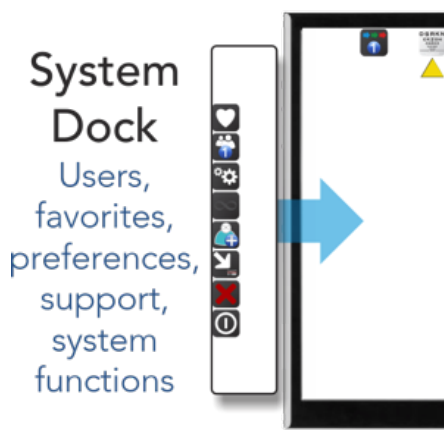 System
Dock
Users,
favorites,
preferences,
support,
system
functions